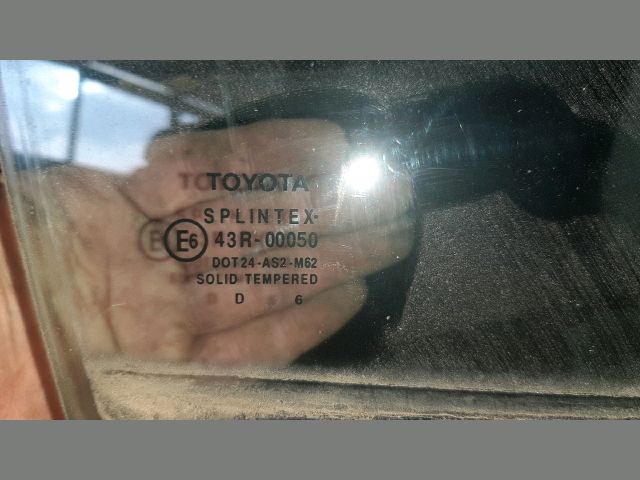 TOYOTA
SPLINTEX
E6 43R-00050
DOT24-AS2-M62
SOLID TEMPERED
D 6